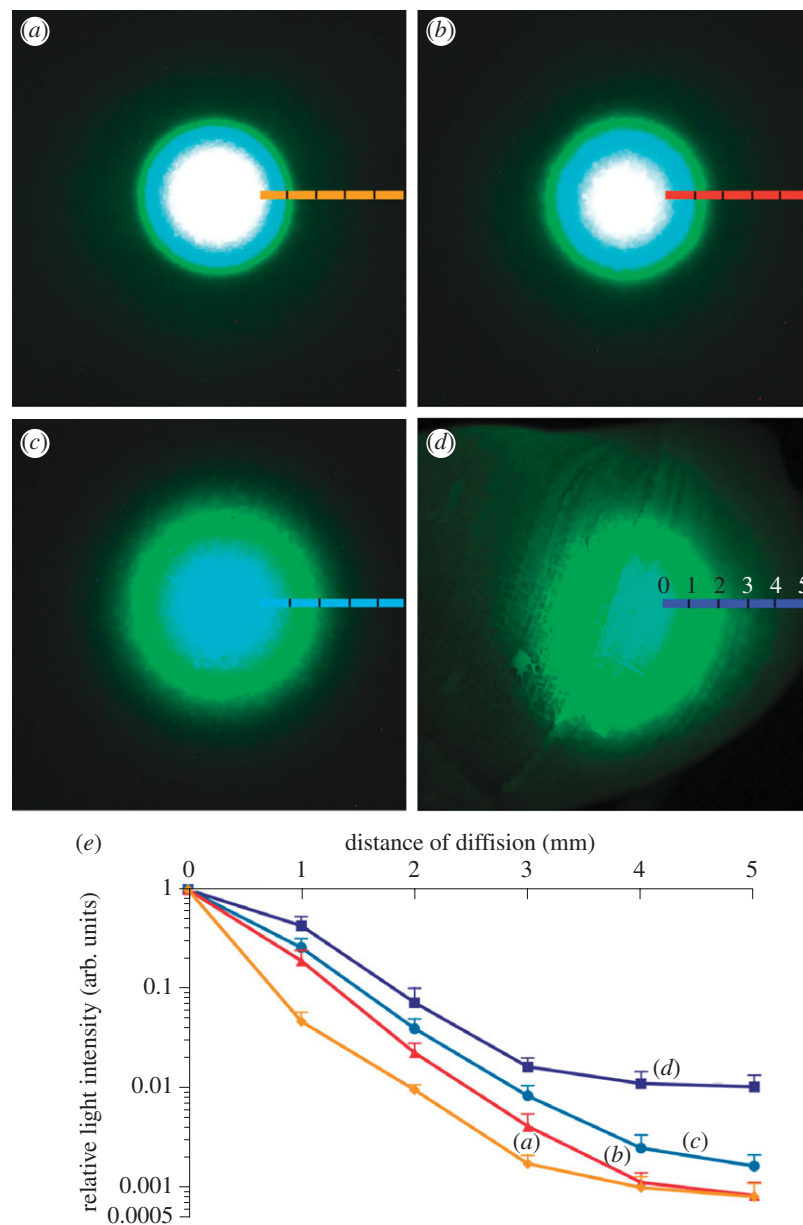 (a)
(b)
(c)
(d)
0 1 2 3 4 5
(e)
distance of diffision (mm)
0 1 2 3 4 5
relative light intensity (arb. units)
1
0.1
0.01
0.001
0.0005
(d)
(c)
(a)
(b)